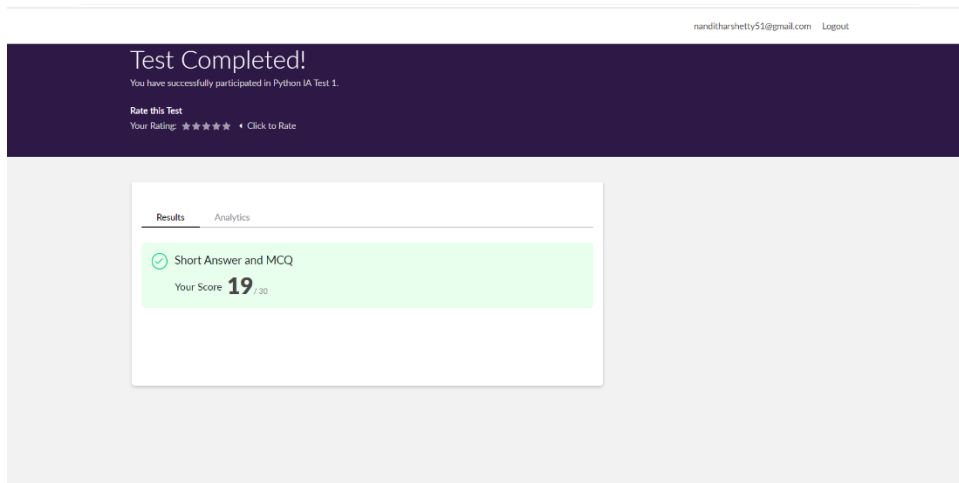 nanditharshetty51@gmail.com Logout
Test Completed!
You have successfully participated in Python IA Test 1.
Rate this Test
Your Rating: Click to Rate
Results Analytics
Short Answer and MCQ
Your Score 19 / 30